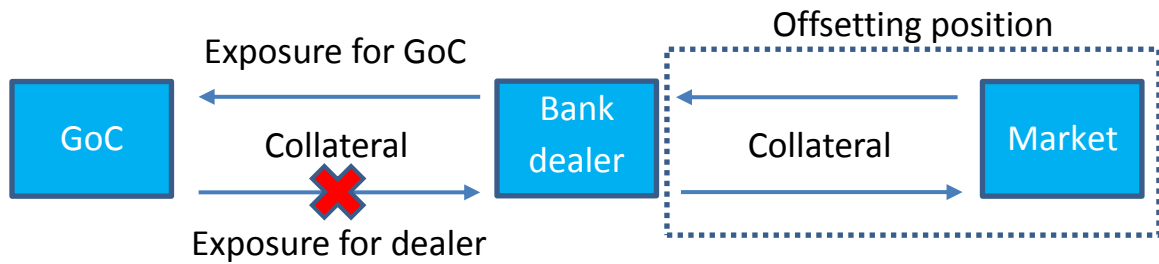 Offsetting position
Exposure for GoC
GoC
Collateral
Bank
dealer
Collateral
Market
Exposure for dealer